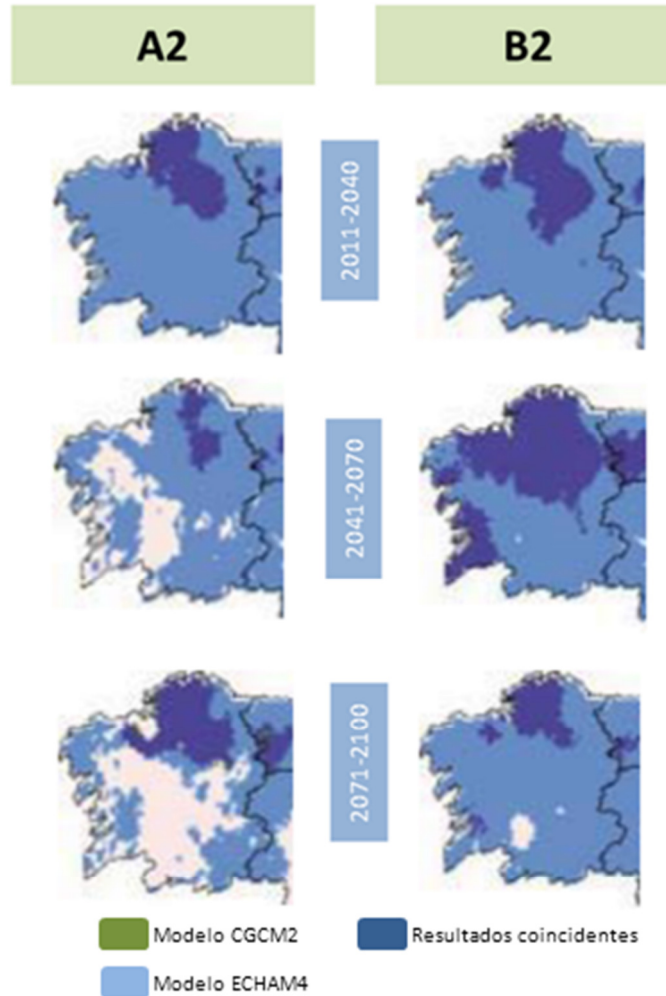 A2
B2
2011-2040
2041-2070
2071-2100
Modelo CGCM2
Resultados coincidentes
Modelo ECHAM4